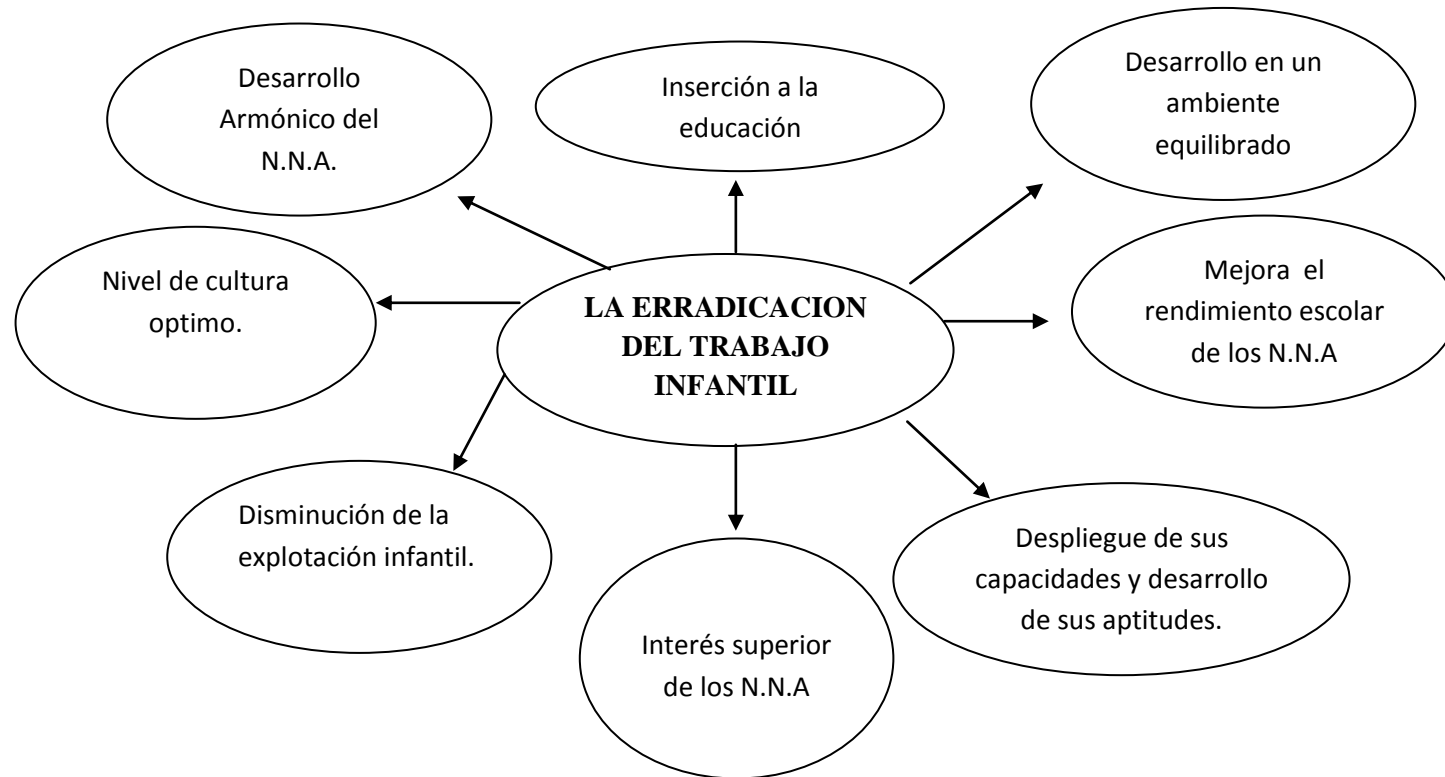 Desarrollo
Armónico del
N.N.A.
Inserción a la
educación
Desarrollo en un
ambiente
equilibrado
Nivel de cultura
optimo.
LA ERRADICACION
DEL TRABAJO
INFANTIL
Mejora el
rendimiento escolar
de los N.N.A
Disminución de la
explotación infantil.
Interés superior
de los N.N.A
Despliegue de sus
capacidades y desarrollo
de sus aptitudes.